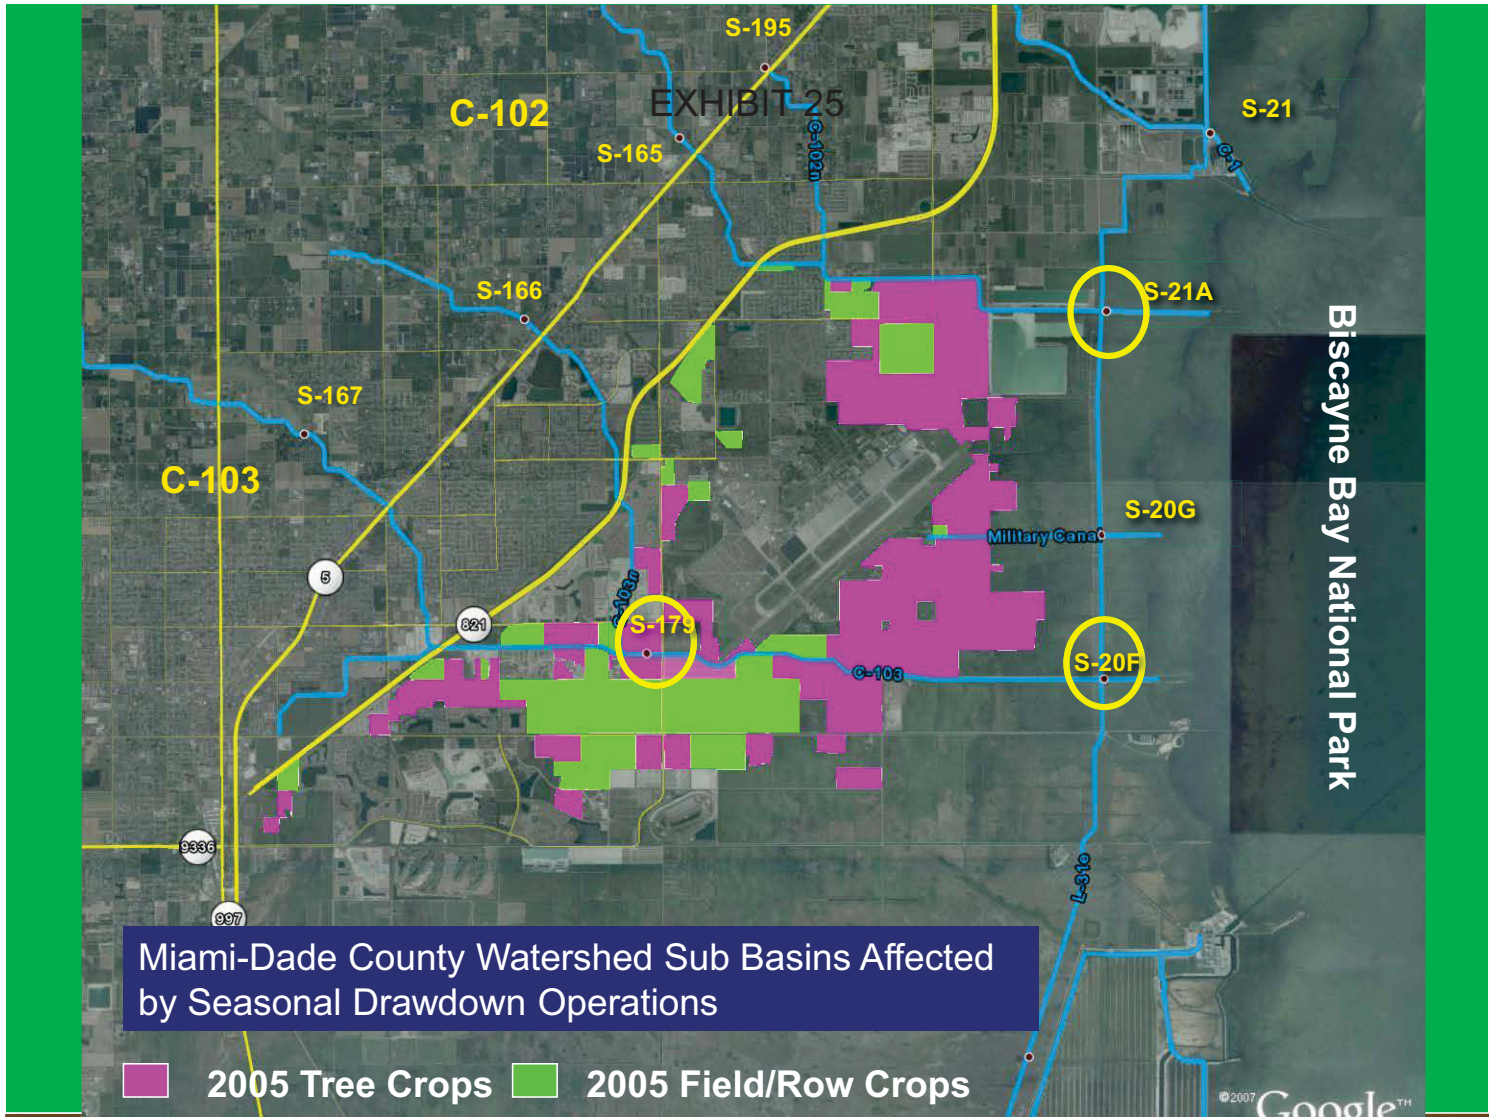 S-195
EXHIBIT 25
C-102
S-21
C-102n
S-165
C-1
S-166
S-21A
Biscayne Bay National Park
S-167
C-103
S-20G
Military Canal
5
C-103n
821
S-179
S-20F
C-103
9336
L-31e
997
Miami-Dade County Watershed Sub Basins Affected
by Seasonal Drawdown Operations
2005 Tree Crops
2005 Field/Row Crops
©2007 Google™